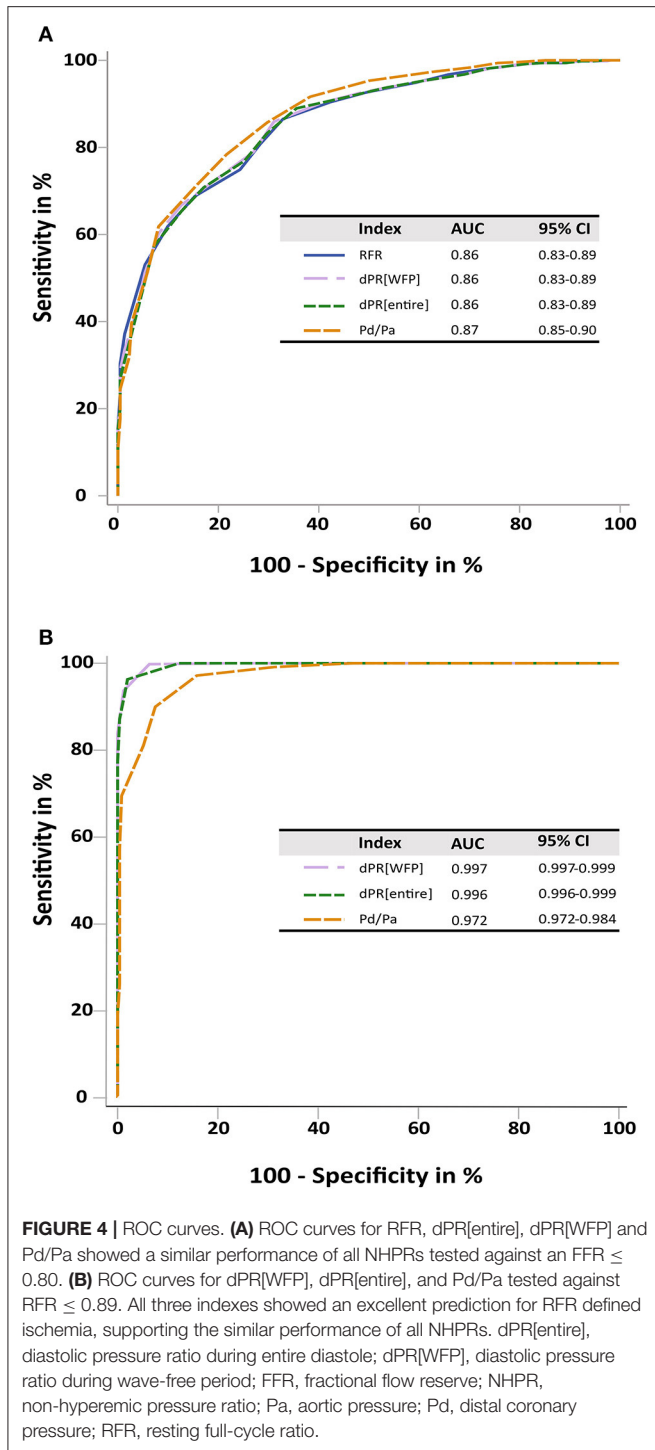 A
100
80
60
40
20
0
Sensitivity in %
Index AUC 95% CI
RFR 0.86 0.83-0.89
dPR[WFP] 0.86 0.83-0.89
dPR[entire] 0.86 0.83-0.89
Pd/Pa 0.87 0.85-0.90
0 20 40 60 80 100
100 - Specificity in %
B
100
80
60
40
20
0
Sensitivity in %
Index AUC 95% CI
dPR[WFP] 0.997 0.997-0.999
dPR[entire] 0.996 0.996-0.999
Pd/Pa 0.972 0.972-0.984
0 20 40 60 80 100
100 - Specificity in %
FIGURE 4 | ROC curves. (A) ROC curves for RFR, dPR[entire], dPR[WFP] and
Pd/Pa showed a similar performance of all NHPRs tested against an FFR ≤
0.80. (B) ROC curves for dPR[WFP], dPR[entire], and Pd/Pa tested against
RFR ≤ 0.89. All three indexes showed an excellent prediction for RFR defined
ischemia, supporting the similar performance of all NHPRs. dPR[entire],
diastolic pressure ratio during entire diastole; dPR[WFP], diastolic pressure
ratio during wave-free period; FFR, fractional flow reserve; NHPR,
non-hyperemic pressure ratio; Pa, aortic pressure; Pd, distal coronary
pressure; RFR, resting full-cycle ratio.